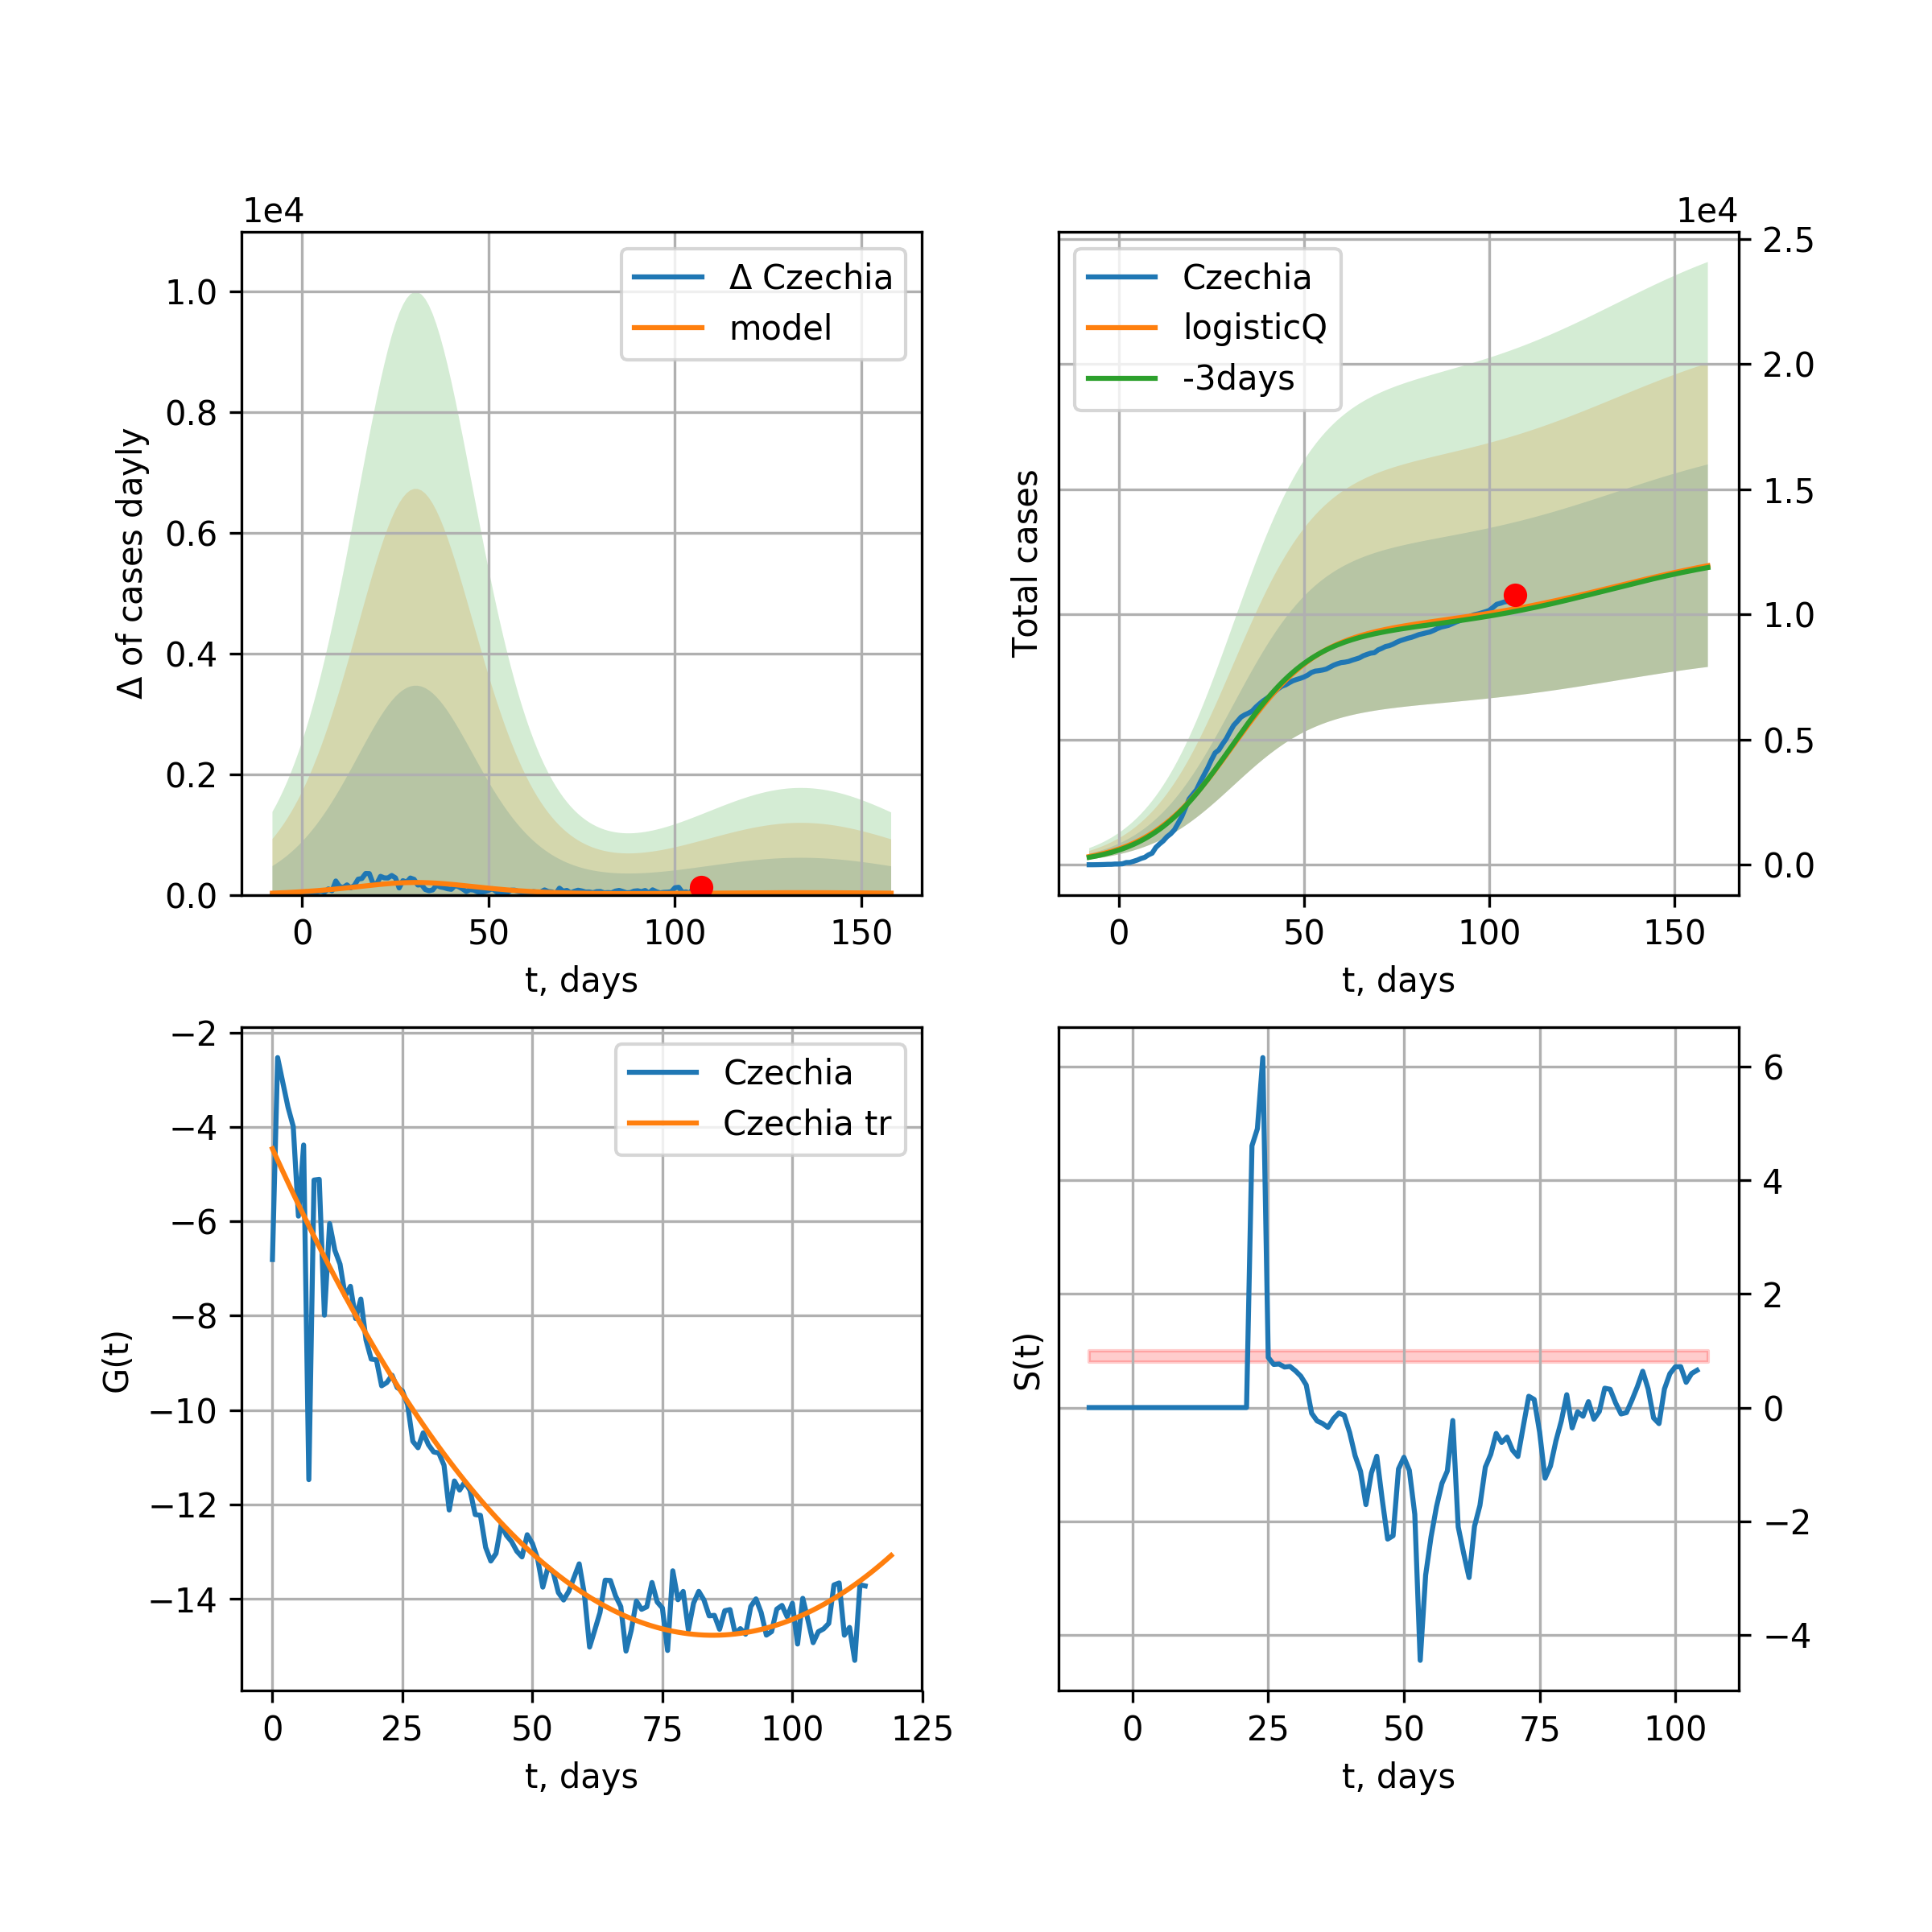 1e4
Δ of cases dayly
1.0
0.8
0.6
0.4
0.2
0.0
0 50 100 150
t, days
Δ Czechia
model
1e4
Total cases
2.5
2.0
1.5
1.0
0.5
0.0
0 50 100 150
t, days
Czechia
logisticQ
-3days
G(t)
−2
−4
−6
−8
−10
−12
−14
0 25 50 75 100 125
t, days
Czechia
Czechia tr
S(t)
6
4
2
0
−2
−4
0 25 50 75 100
t, days